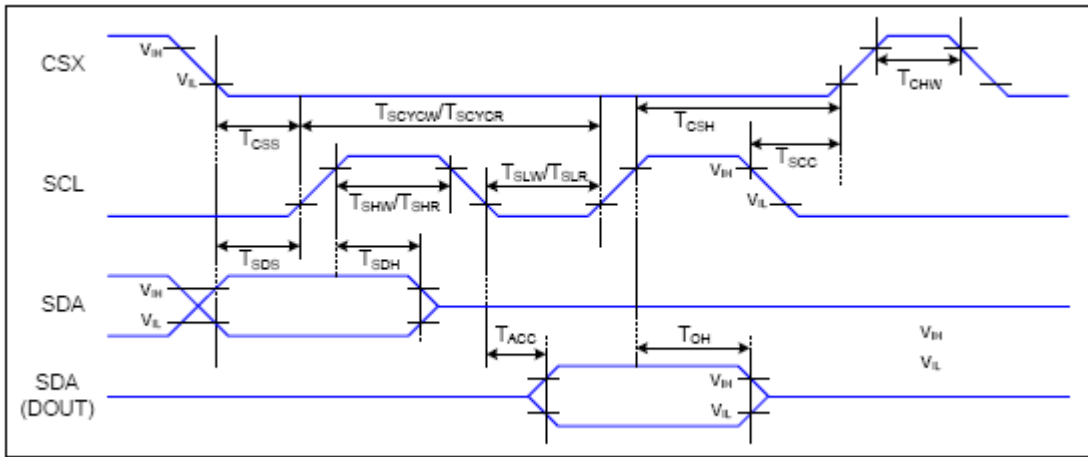 CSX
VIH
VIL
TCHW
TSCYCW/TSCYCR
TCSS
TCSH
TSCC
SCL
TSLW/TSLR
VIH
TSHW/TSHR
VIL
TSDS
TSDH
SDA
VIH
VIL
TACC
TOH
VIH
VIL
SDA
(DOUT)
VIH
VIL